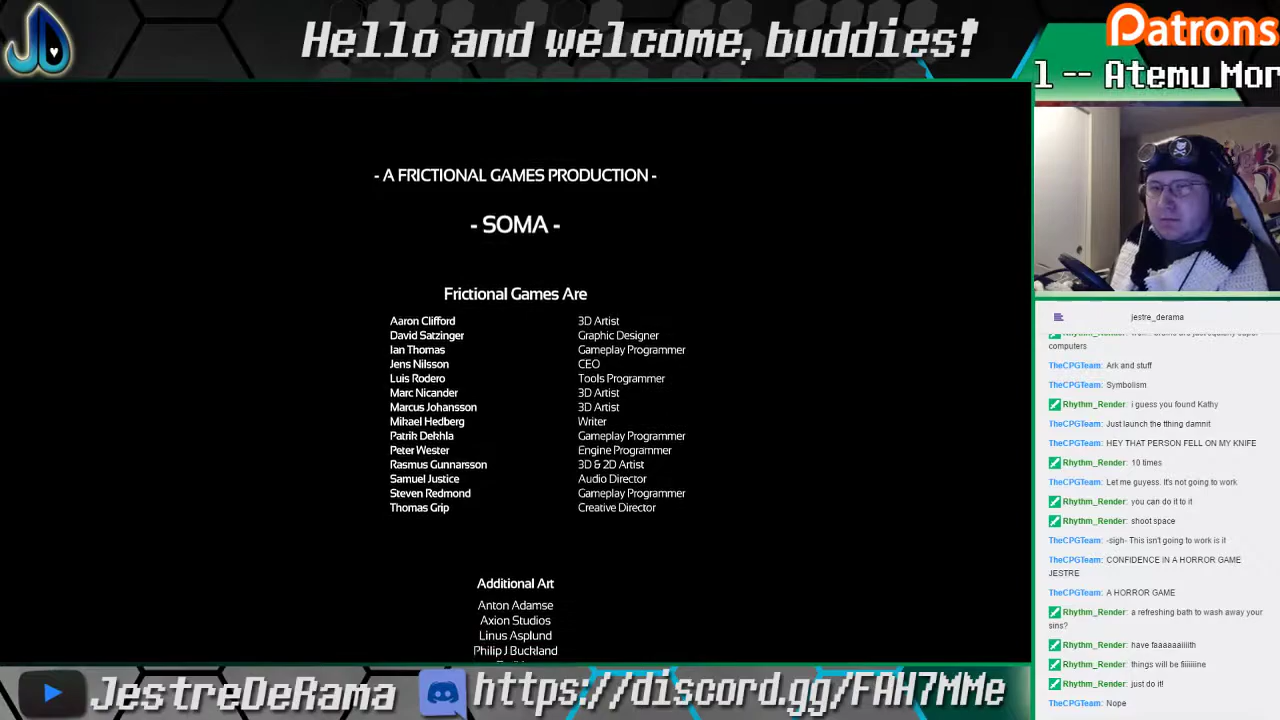 Hello and welcome, buddies!
Patrons
1 -- Atemu Mor
- A FRICTIONAL GAMES PRODUCTION -
- SOMA -
Frictional Games Are
Aaron Clifford 3D Artist
David Satzinger Graphic Designer
Ian Thomas Gameplay Programmer
Jens Nilsson CEO
Luis Rodero Tools Programmer
Marc Nicander 3D Artist
Marcus Johansson 3D Artist
Mikael Hedberg Writer
Patrik Dekhla Gameplay Programmer
Peter Wester Engine Programmer
Rasmus Gunnarsson 3D & 2D Artist
Samuel Justice Audio Director
Steven Redmond Gameplay Programmer
Thomas Grip Creative Director
Additional Art
Anton Adamse
Axion Studios
Linus Asplund
Philip J Buckland
jestre_derama
computers
TheCPGTeam: Ark and stuff
TheCPGTeam: Symbolism
Rhythm_Render: i guess you found Kathy
TheCPGTeam: Just launch the tthing damnit
Rhythm_Render: HEY THAT PERSON FELL ON MY KNIFE
Rhythm_Render: 10 times
TheCPGTeam: Let me guyess. It's not going to work
Rhythm_Render: you can do it to it
Rhythm_Render: shoot space
TheCPGTeam: -sigh- This isn't going to work is it
TheCPGTeam: CONFIDENCE IN A HORROR GAME
JESTRE
TheCPGTeam: A HORROR GAME
Rhythm_Render: a refreshing bath to wash away your
sins?
Rhythm_Render: have faaaaaaiiiith
Rhythm_Render: things will be fiiiiiine
Rhythm_Render: just do it!
TheCPGTeam: Nope
JestreDeRama
https://discord.gg/FAH7MMe